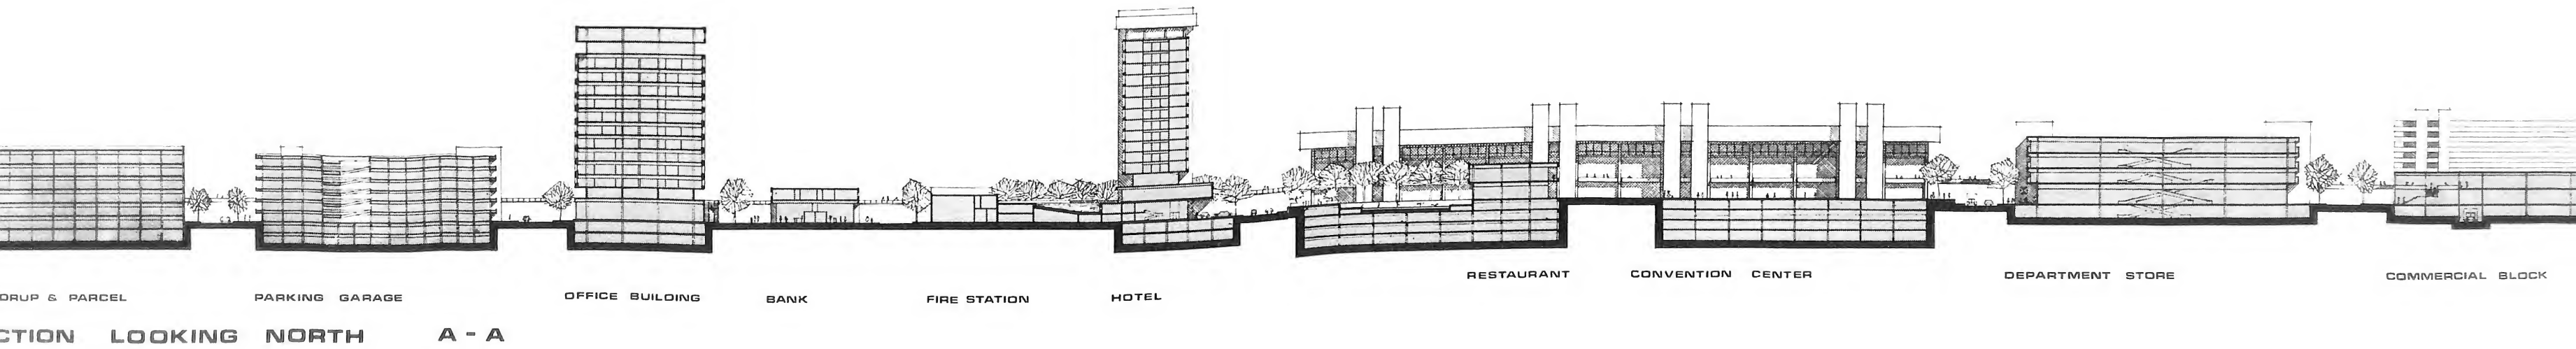 DRUP & PARCEL
PARKING GARAGE
OFFICE BUILDING
BANK
FIRE STATION
HOTEL
RESTAURANT
CONVENTION CENTER
DEPARTMENT STORE
COMMERCIAL BLOCK
CTION LOOKING NORTH A - A